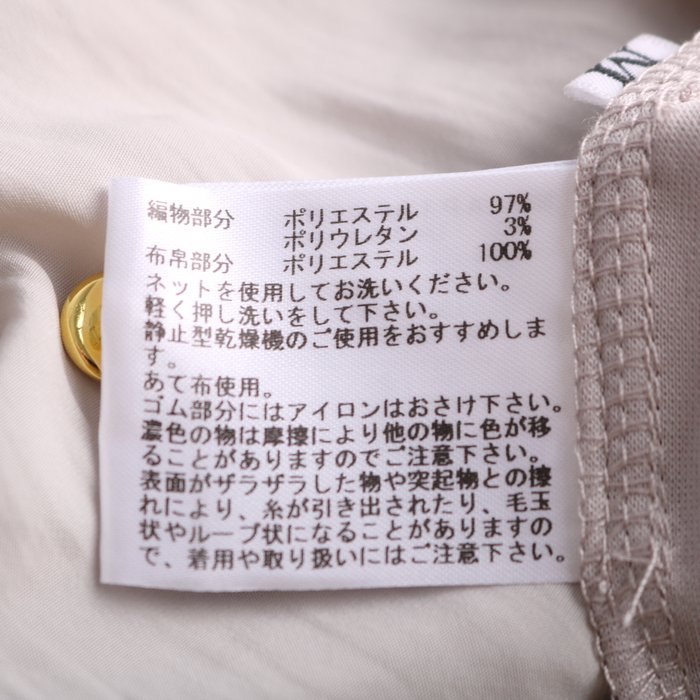 M
編物部分 ポリエステル 97%
ポリウレタン 3%
布帛部分 ポリエステル 100%
ネットを使用してお洗いください。
軽く押し洗いをして下さい。
静止型乾燥機のご使用をおすすめしま
す。
あて布使用。
ゴム部分にはアイロンはおさけ下さい。
濃色の物は摩擦により他の物に色が移
ることがありますのでご注意下さい。
表面がザラザラした物や突起物との擦
れにより、糸が引き出されたり、毛玉
状やループ状になることがありますの
で、着用や取り扱いにはご注意下さい。